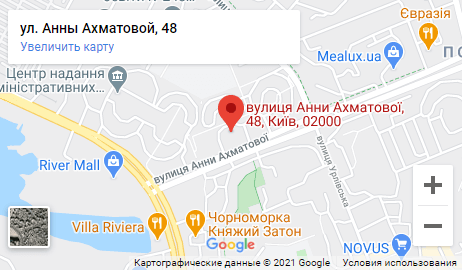 ул. Анны Ахматовой, 48
Увеличить карту
Євразія
Mealux.ua
П
Центр надання
міністративних...
вулиця Анни Ахматової,
48, Київ, 02000
River Mall
вулиця Анни Ахматової
вулиця Урлівська
+
Villa Riviera
Чорноморка
Княжий Затон
−
Google
NOVUS
Картографические данные © 2021 Google
Условия использования